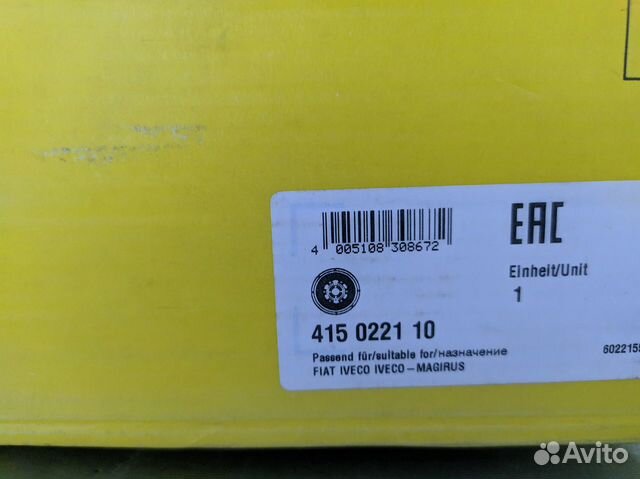 4 005108 308672
EAC
Einheit/Unit
1
415 0221 10
Passend für/suitable for/назначение
FIAT IVECO IVECO-MAGIRUS
Avito